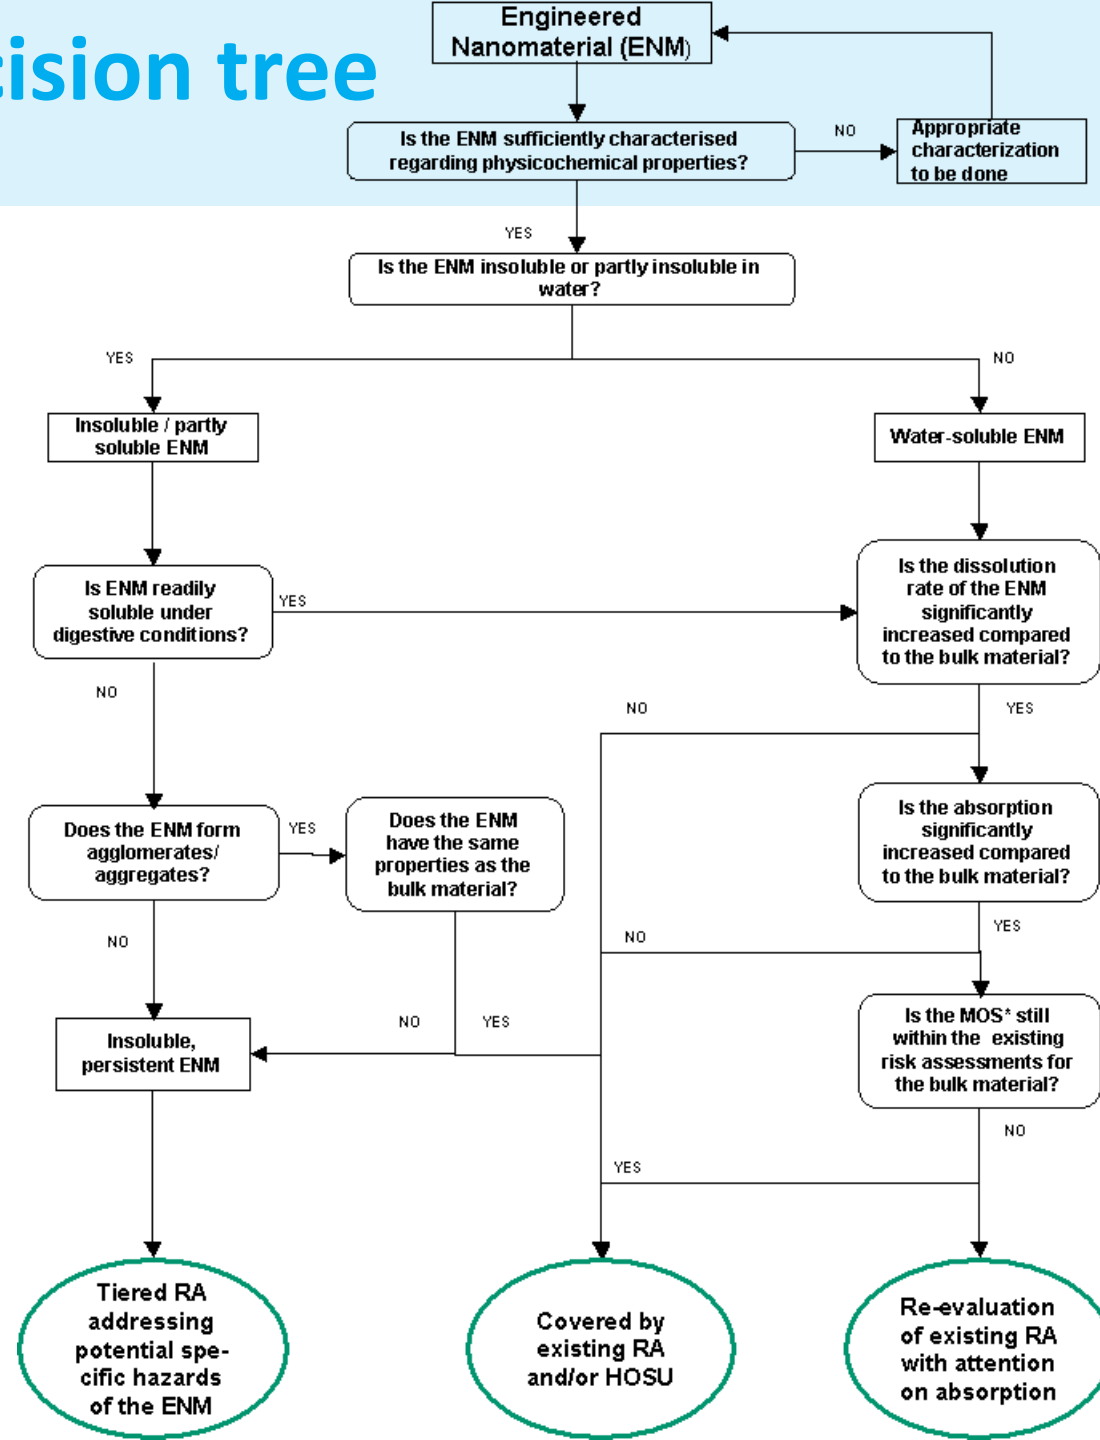 cision tree
Engineered
Nanomaterial (ENM)
Is the ENM sufficiently characterised
regarding physicochemical properties?
NO
Appropriate
characterization
to be done
YES
Is the ENM insoluble or partly insoluble in
water?
YES
NO
Insoluble / partly
soluble ENM
Water-soluble ENM
Is ENM readily
soluble under
digestive conditions?
YES
Is the dissolution
rate of the ENM
significantly
increased compared
to the bulk material?
NO
NO
YES
Does the ENM form
agglomerates/
aggregates?
YES
Does the ENM
have the same
properties as the
bulk material?
Is the absorption
significantly
increased compared
to the bulk material?
NO
NO
YES
Insoluble,
persistent ENM
NO
YES
Is the MOS* still
within the existing
risk assessments for
the bulk material?
NO
YES
Tiered RA
addressing
potential spe-
cific hazards
of the ENM
Covered by
existing RA
and/or HOSU
Re-evaluation
of existing RA
with attention
on absorption